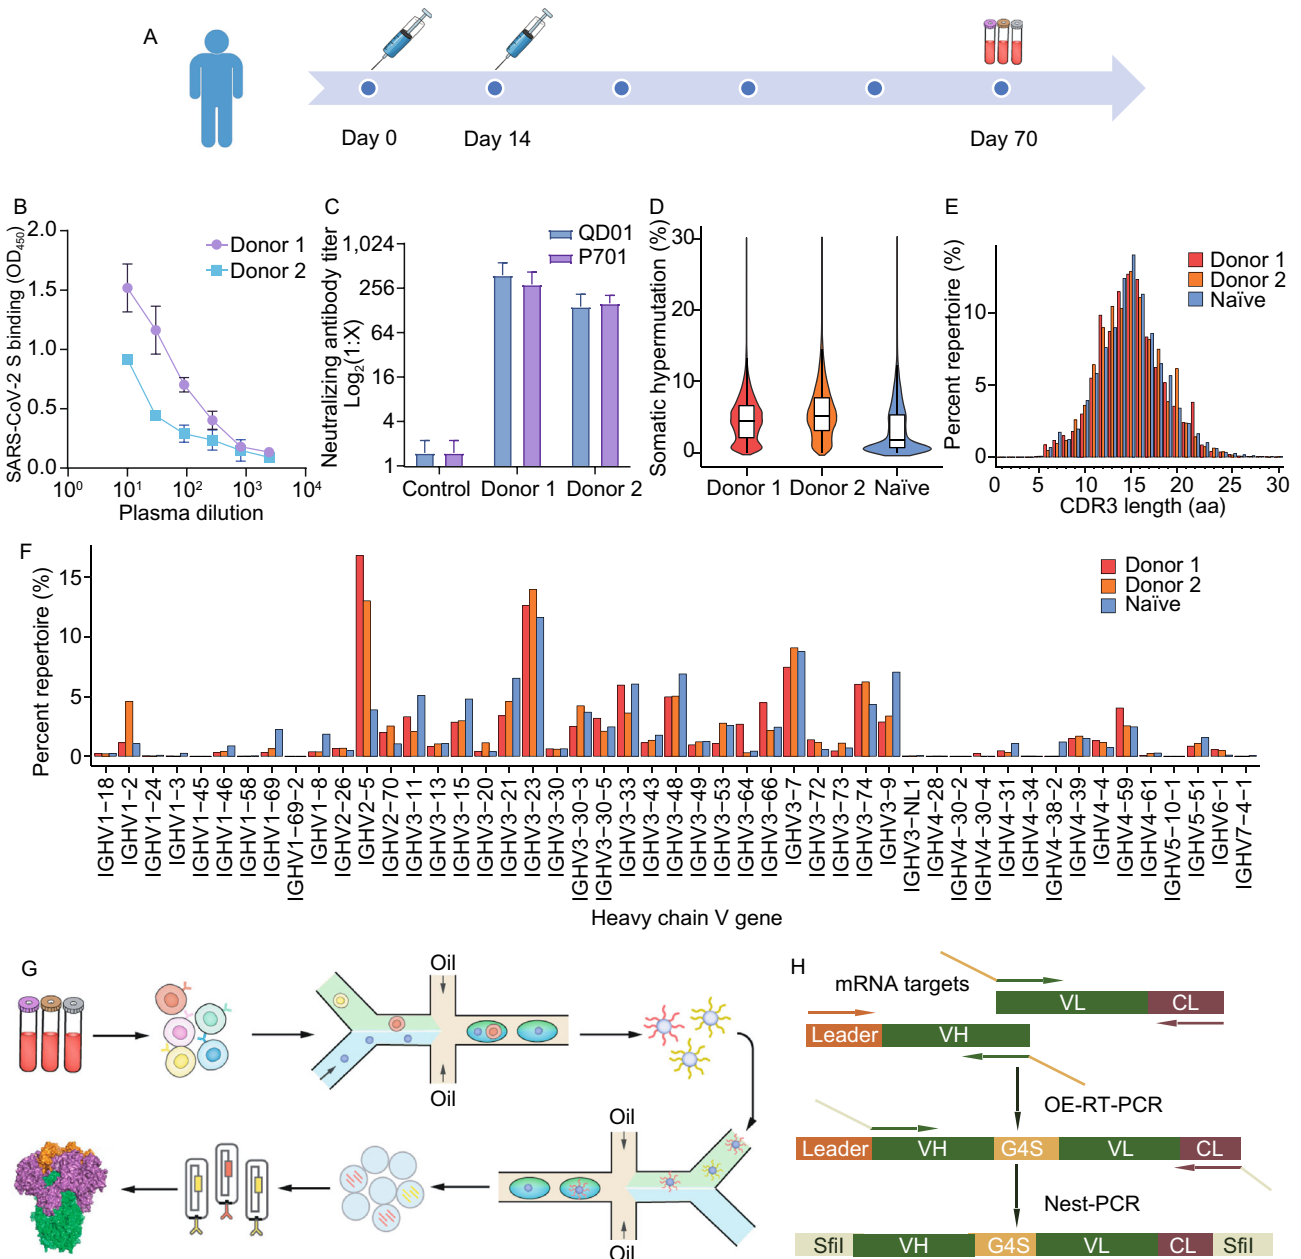 A
Day 0
Day 14
Day 70
B
SARS-CoV-2 S binding (OD450)
2.0
1.5
1.0
0.5
0.0
10^0
10^1
10^2
10^3
10^4
Plasma dilution
Donor 1
Donor 2
C
Neutralizing antibody titer
Log2(1:X)
1,024
256
64
16
4
1
QD01
P701
Control
Donor 1
Donor 2
D
Somatic hypermutation (%)
30
20
10
0
Donor 1
Donor 2
Naïve
E
Percent repertoire (%)
10
5
0
0
5
10
15
20
25
30
CDR3 length (aa)
Donor 1
Donor 2
Naïve
F
Percent repertoire (%)
15
10
5
0
Donor 1
Donor 2
Naïve
IGHV1-18
IGHV1-2
IGHV1-24
IGHV1-3
IGHV1-45
IGHV1-46
IGHV1-58
IGHV1-69
IGHV1-69-2
IGHV1-8
IGHV2-26
IGHV2-5
IGHV2-70
IGHV3-11
IGHV3-13
IGHV3-15
IGHV3-20
IGHV3-21
IGHV3-23
IGHV3-30
IGHV3-30-3
IGHV3-30-5
IGHV3-33
IGHV3-43
IGHV3-48
IGHV3-49
IGHV3-53
IGHV3-64
IGHV3-66
IGHV3-7
IGHV3-72
IGHV3-73
IGHV3-74
IGHV3-9
IGHV3-NL1
IGHV4-28
IGHV4-30-2
IGHV4-30-4
IGHV4-31
IGHV4-34
IGHV4-38-2
IGHV4-39
IGHV4-4
IGHV4-59
IGHV4-61
IGHV5-10-1
IGHV5-51
IGHV6-1
IGHV7-4-1
Heavy chain V gene
G
Oil
Oil
Oil
Oil
H
mRNA targets
VL
CL
Leader
VH
OE-RT-PCR
Leader
VH
G4S
VL
CL
Nest-PCR
SfiI
VH
G4S
VL
CL
SfiI